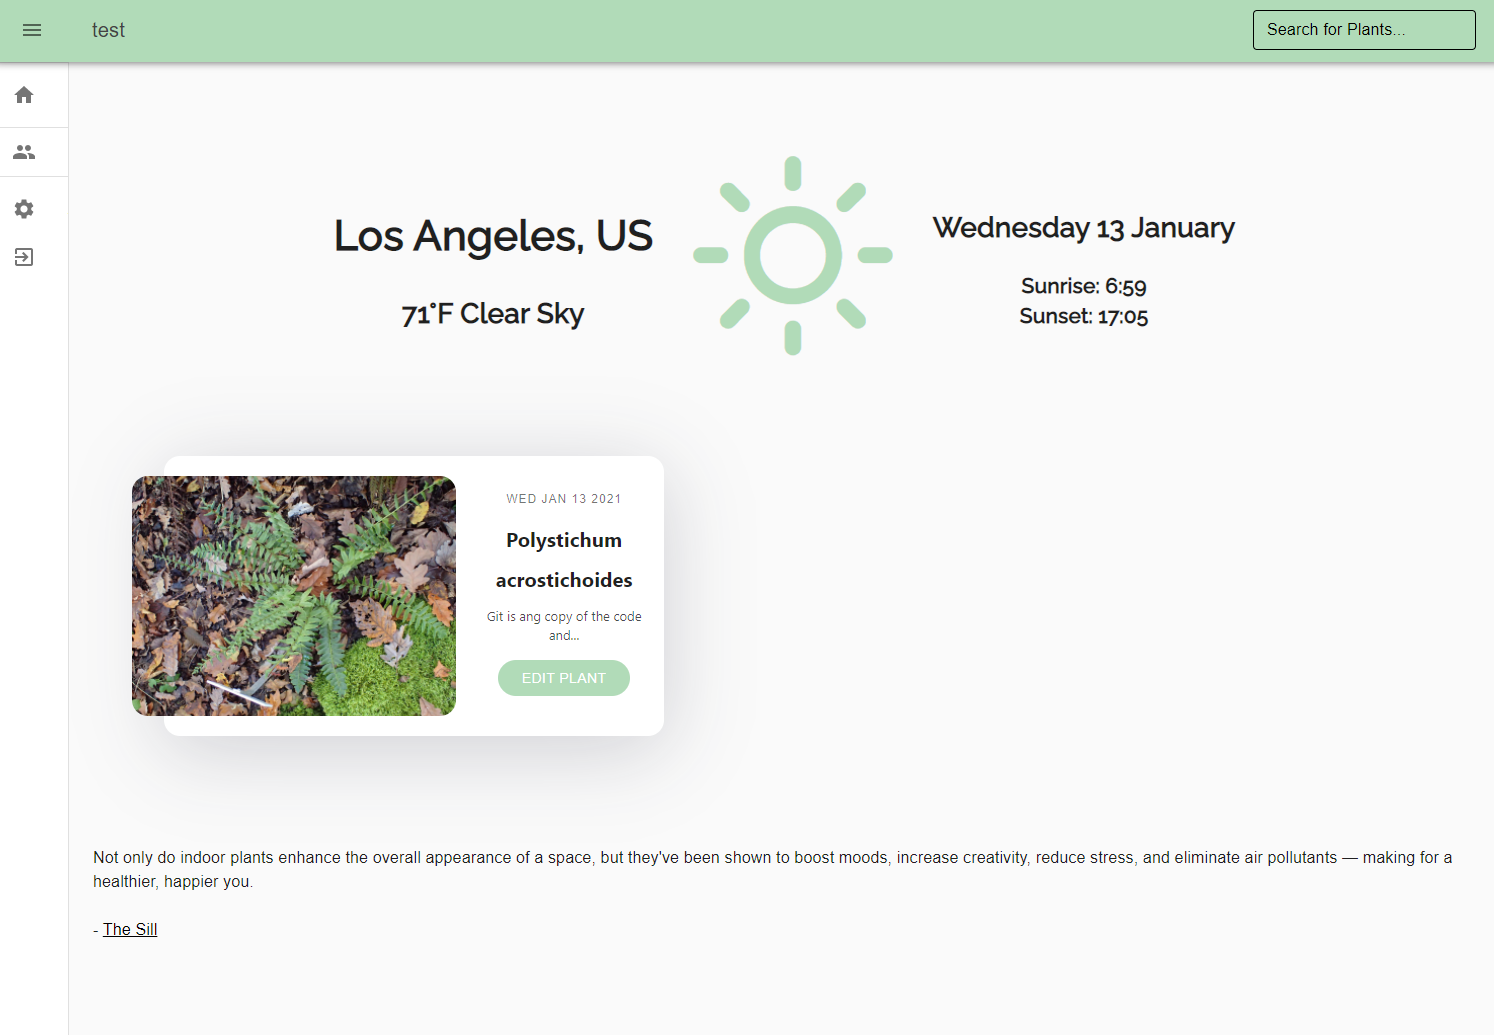 test
Search for Plants...
Los Angeles, US
71°F Clear Sky
Wednesday 13 January
Sunrise: 6:59
Sunset: 17:05
WED JAN 13 2021
Polystichum
acrostichoides
Git is ang copy of the code
and...
EDIT PLANT
Not only do indoor plants enhance the overall appearance of a space, but they've been shown to boost moods, increase creativity, reduce stress, and eliminate air pollutants — making for a
healthier, happier you.
- The Sill